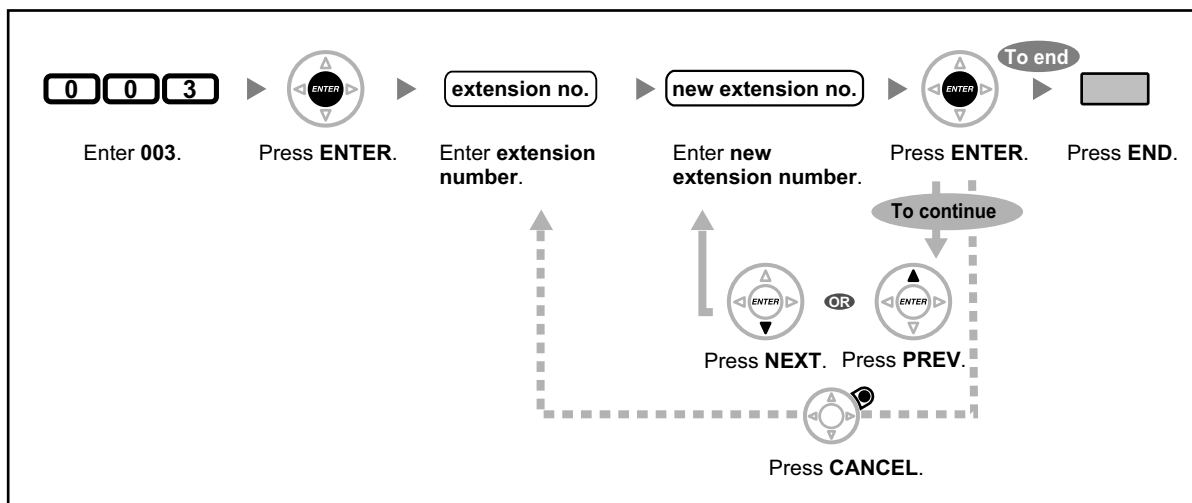 To end
0 0 3 ENTER extension no. new extension no. ENTER
Enter 003. Press ENTER. Enter extension number. Enter new extension number. Press ENTER. Press END.
To continue
ENTER OR ENTER
Press NEXT. Press PREV.
Press CANCEL.